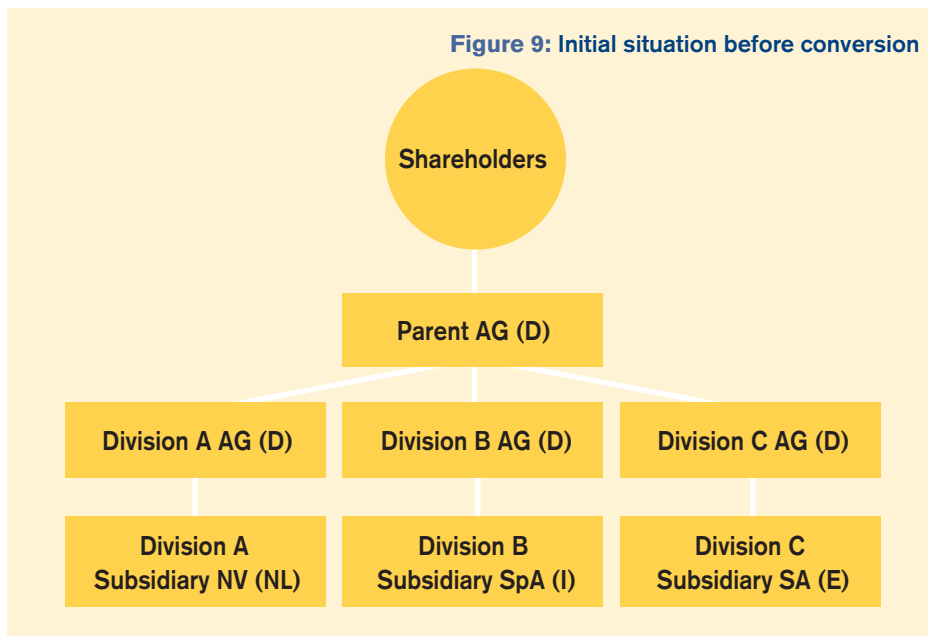 Figure 9: Initial situation before conversion
Shareholders
Parent AG (D)
Division A AG (D)
Division B AG (D)
Division C AG (D)
Division A
Subsidiary NV (NL)
Division B
Subsidiary SpA (I)
Division C
Subsidiary SA (E)